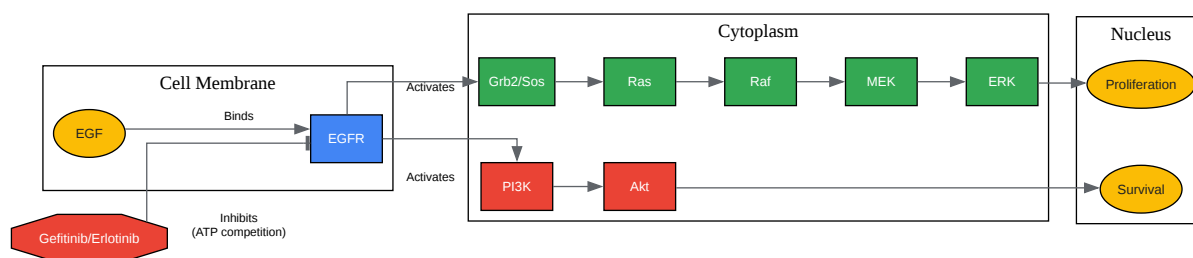 Cytoplasm
Nucleus
Cell Membrane
Grb2/Sos
Ras
Raf
MEK
ERK
Proliferation
Activates
Binds
EGF
EGFR
Activates
PI3K
Akt
Survival
Inhibits
(ATP competition)
Gefitinib/Erlotinib